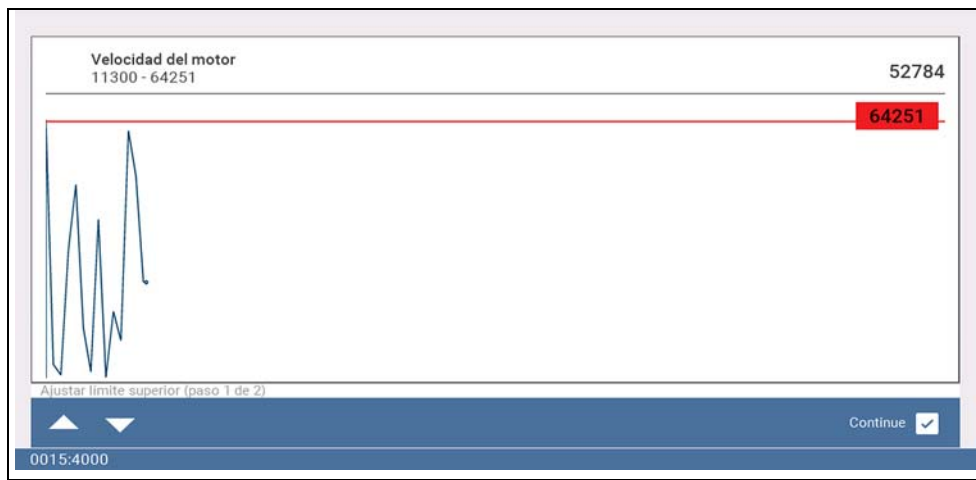 Velocidad del motor
11300 - 64251
52784
64251
Ajustar límite superior (paso 1 de 2)
Continue
0015:4000